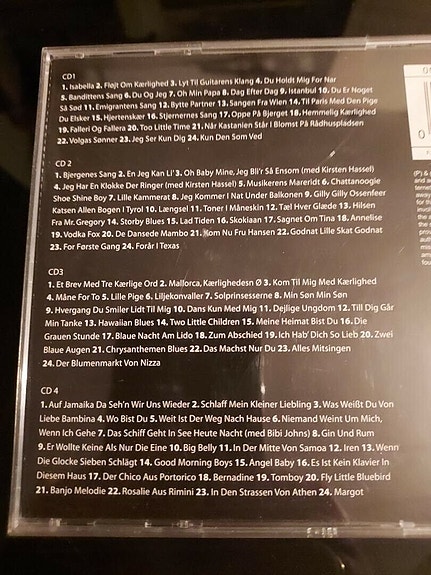 CD1
1. Isabella 2. Fløjt Om Kærlighed 3. Lyt Til Guitarens Klang 4. Du Holdt Mig For Nar
5. Bandittens Sang 6. Du Og Jeg 7. Oh Min Papa 8. Dag Efter Dag 9. Istanbul 10. Du Er Noget
Så Sød 11. Emigrantens Sang 12. Bytte Partner 13. Sangen Fra Wien 14. Til Paris Med Den Pige
Du Elsker 15. Hjertenskær 16. Stjernernes Sang 17. Oppe På Bjerget 18. Hemmelig Kærlighed
19. Falleri Og Fallera 20. Too Little Time 21. Når Kastanien Står I Blomst På Rådhuspladsen
22. Volgas Sønner 23. Jeg Ser Kun Dig 24. Kun Den Som Ved
CD 2
1. Bjergenes Sang 2. En Jeg Kan Li' 3. Oh Baby Mine, Jeg Bli'r Så Ensom (med Kirsten Hassel)
4. Jeg Har En Klokke Der Ringer (med Kirsten Hassel) 5. Musikerens Mareridt 6. Chattanoogie
Shoe Shine Boy 7. Lille Kammerat 8. Jeg Kommer I Nat Under Balkonen 9. Gilly Gilly Ossenfeer
Katsen Allen Bogen I Tyrol 10. Længsel 11. Toner I Måneskin 12. Tæl Hver Glæde 13. Hilsen
Fra Mr. Gregory 14. Storby Blues 15. Lad Tiden 16. Skokiaan 17. Sagnet Om Tina 18. Annelise
19. Vodka Fox 20. De Dansede Mambo 21. Kom Nu Fru Hansen 22. Godnat Lille Skat Godnat
23. For Første Gang 24. Forår I Texas
CD3
1. Et Brev Med Tre Kærlige Ord 2. Mallorca, Kærlighedens Ø 3. Kom Til Mig Med Kærlighed
4. Måne For To 5. Lille Pige 6. Liljekonvaller 7. Solprinsesserne 8. Min Søn Min Søn
9. Hvergang Du Smiler Lidt Til Mig 10. Dans Kun Med Mig 11. Dejlige Ungdom 12. Till Dig Går
Min Tanke 13. Hawaiian Blues 14. Two Little Children 15. Meine Heimat Bist Du 16. Die
Grauen Stunde 17. Blaue Nacht Am Lido 18. Zum Abschied 19. Ich Hab' Dich So Lieb 20. Zwei
Blaue Augen 21. Chrysanthemen Blues 22. Das Machst Nur Du 23. Alles Mitsingen
24. Der Blumenmarkt Von Nizza
CD 4
1. Auf Jamaika Da Seh'n Wir Uns Wieder 2. Schlaff Mein Kleiner Liebling 3. Was Weißt Du Von
Liebe Bambina 4. Wo Bist Du 5. Weit Ist Der Weg Nach Hause 6. Niemand Weint Um Mich,
Wenn Ich Gehe 7. Das Schiff Geht In See Heute Nacht (med Bibi Johns) 8. Gin Und Rum
9. Er Wollte Keine Als Nur Die Eine 10. Big Belly 11. In Der Mitte Von Samoa 12. Iren 13. Wenn
Die Glocke Sieben Schlägt 14. Good Morning Boys 15. Angel Baby 16. Es Ist Kein Klavier In
Diesem Haus 17. Der Chico Aus Portorico 18. Bernadine 19. Tomboy 20. Fly Little Bluebird
21. Banjo Melodie 22. Rosalie Aus Rimini 23. In Den Strassen Von Athen 24. Margot